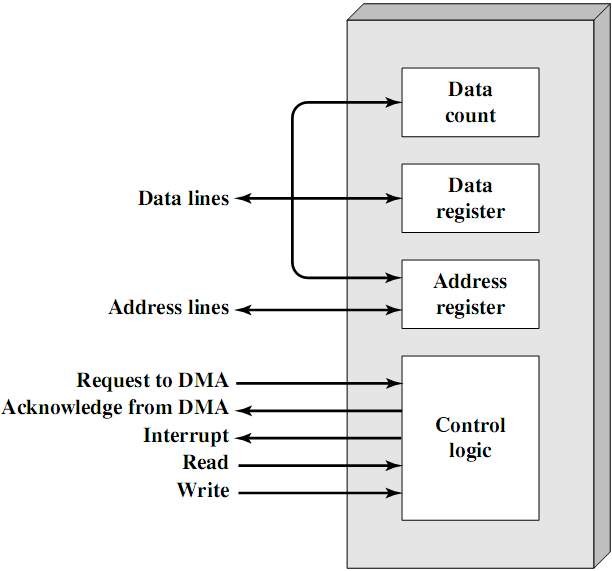 Data
count
Data lines
Data
register
Address
register
Address lines
Request to DMA
Acknowledge from DMA
Interrupt
Read
Write
Control
logic